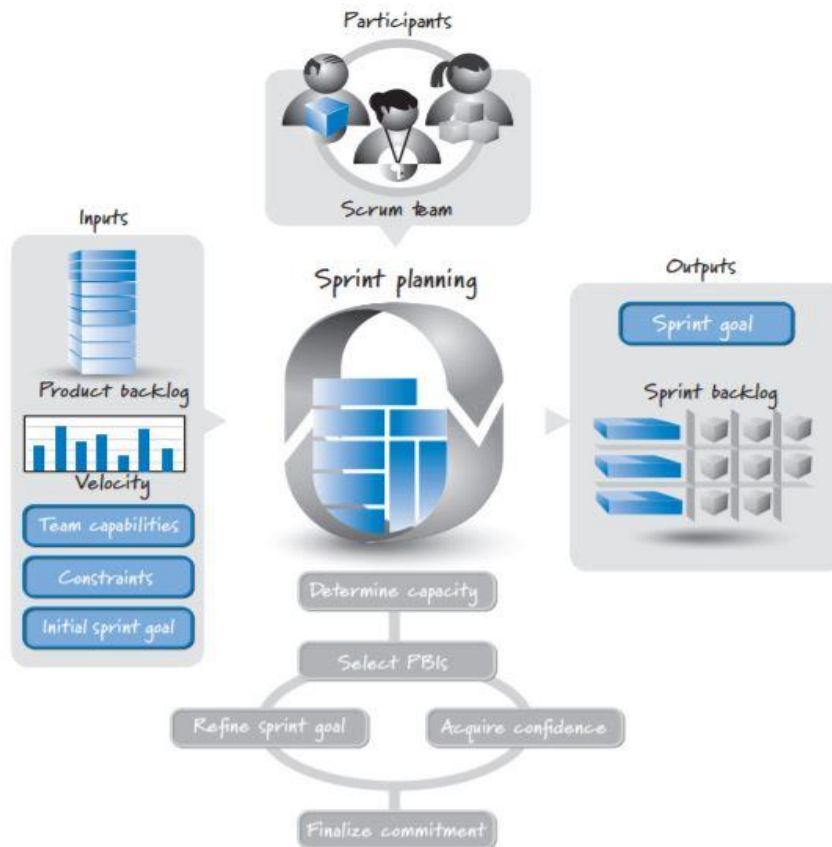 Participants
Scrum team
Inputs
Product backlog
Velocity
Team capabilities
Constraints
Initial sprint goal
Sprint planning
Outputs
Sprint goal
Sprint backlog
Determine capacity
Select PBIs
Refine sprint goal
Acquire confidence
Finalize commitment